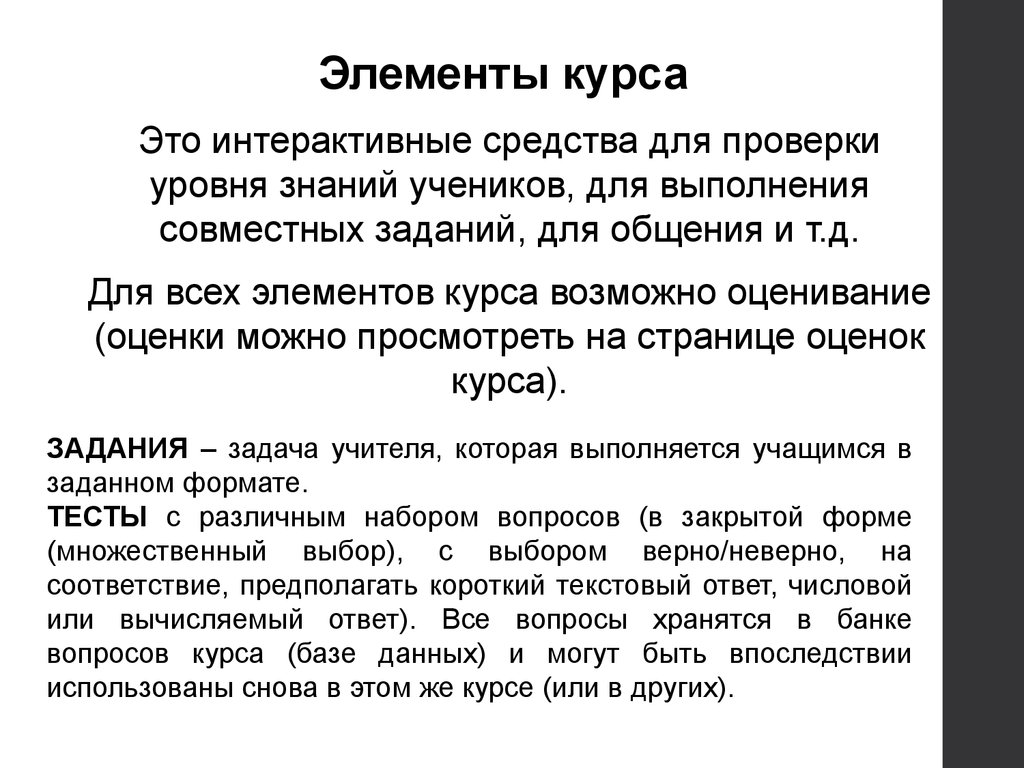 Элементы курса
Это интерактивные средства для проверки
уровня знаний учеников, для выполнения
совместных заданий, для общения и т.д.
Для всех элементов курса возможно оценивание
(оценки можно просмотреть на странице оценок
курса).
ЗАДАНИЯ – задача учителя, которая выполняется учащимся в
заданном формате.
ТЕСТЫ с различным набором вопросов (в закрытой форме
(множественный выбор), с выбором верно/неверно, на
соответствие, предполагать короткий текстовый ответ, числовой
или вычисляемый ответ). Все вопросы хранятся в банке
вопросов курса (базе данных) и могут быть впоследствии
использованы снова в этом же курсе (или в других).